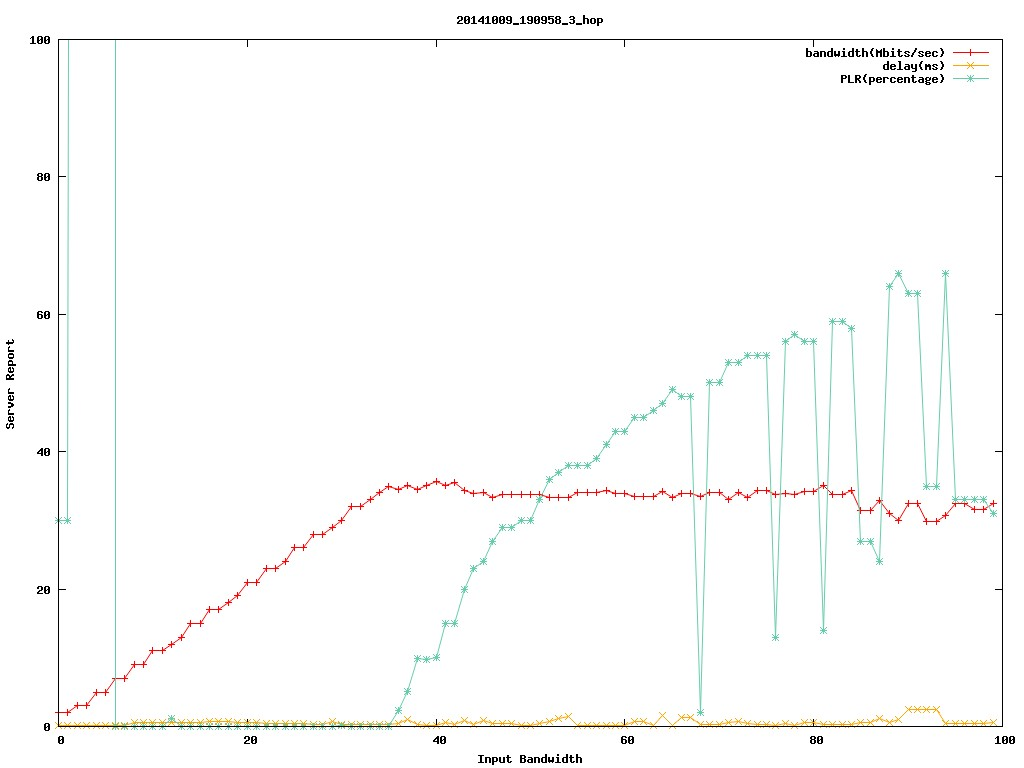 20141009_190958_3_hop
bandwidth(Mbits/sec)
delay(ms)
PLR(percentage)
100
80
60
40
20
0
Server Report
0 20 40 60 80 100
Input Bandwidth